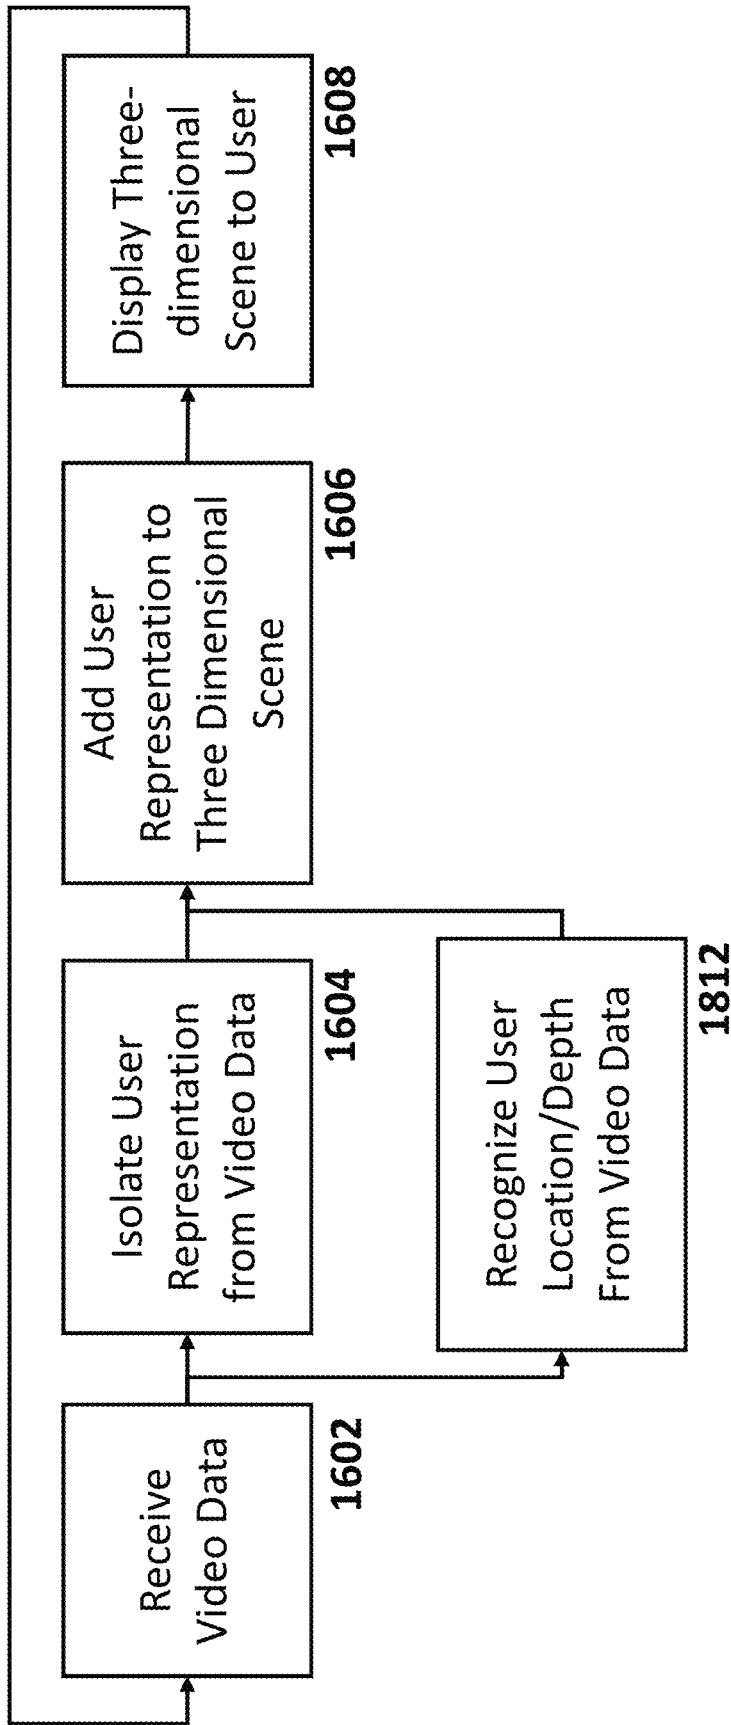 Receive
Video Data
1602
Isolate User
Representation
from Video Data
1604
Recognize User
Location/Depth
From Video Data
1812
Add User
Representation to
Three Dimensional
Scene
1606
Display Three-
dimensional
Scene to User
1608